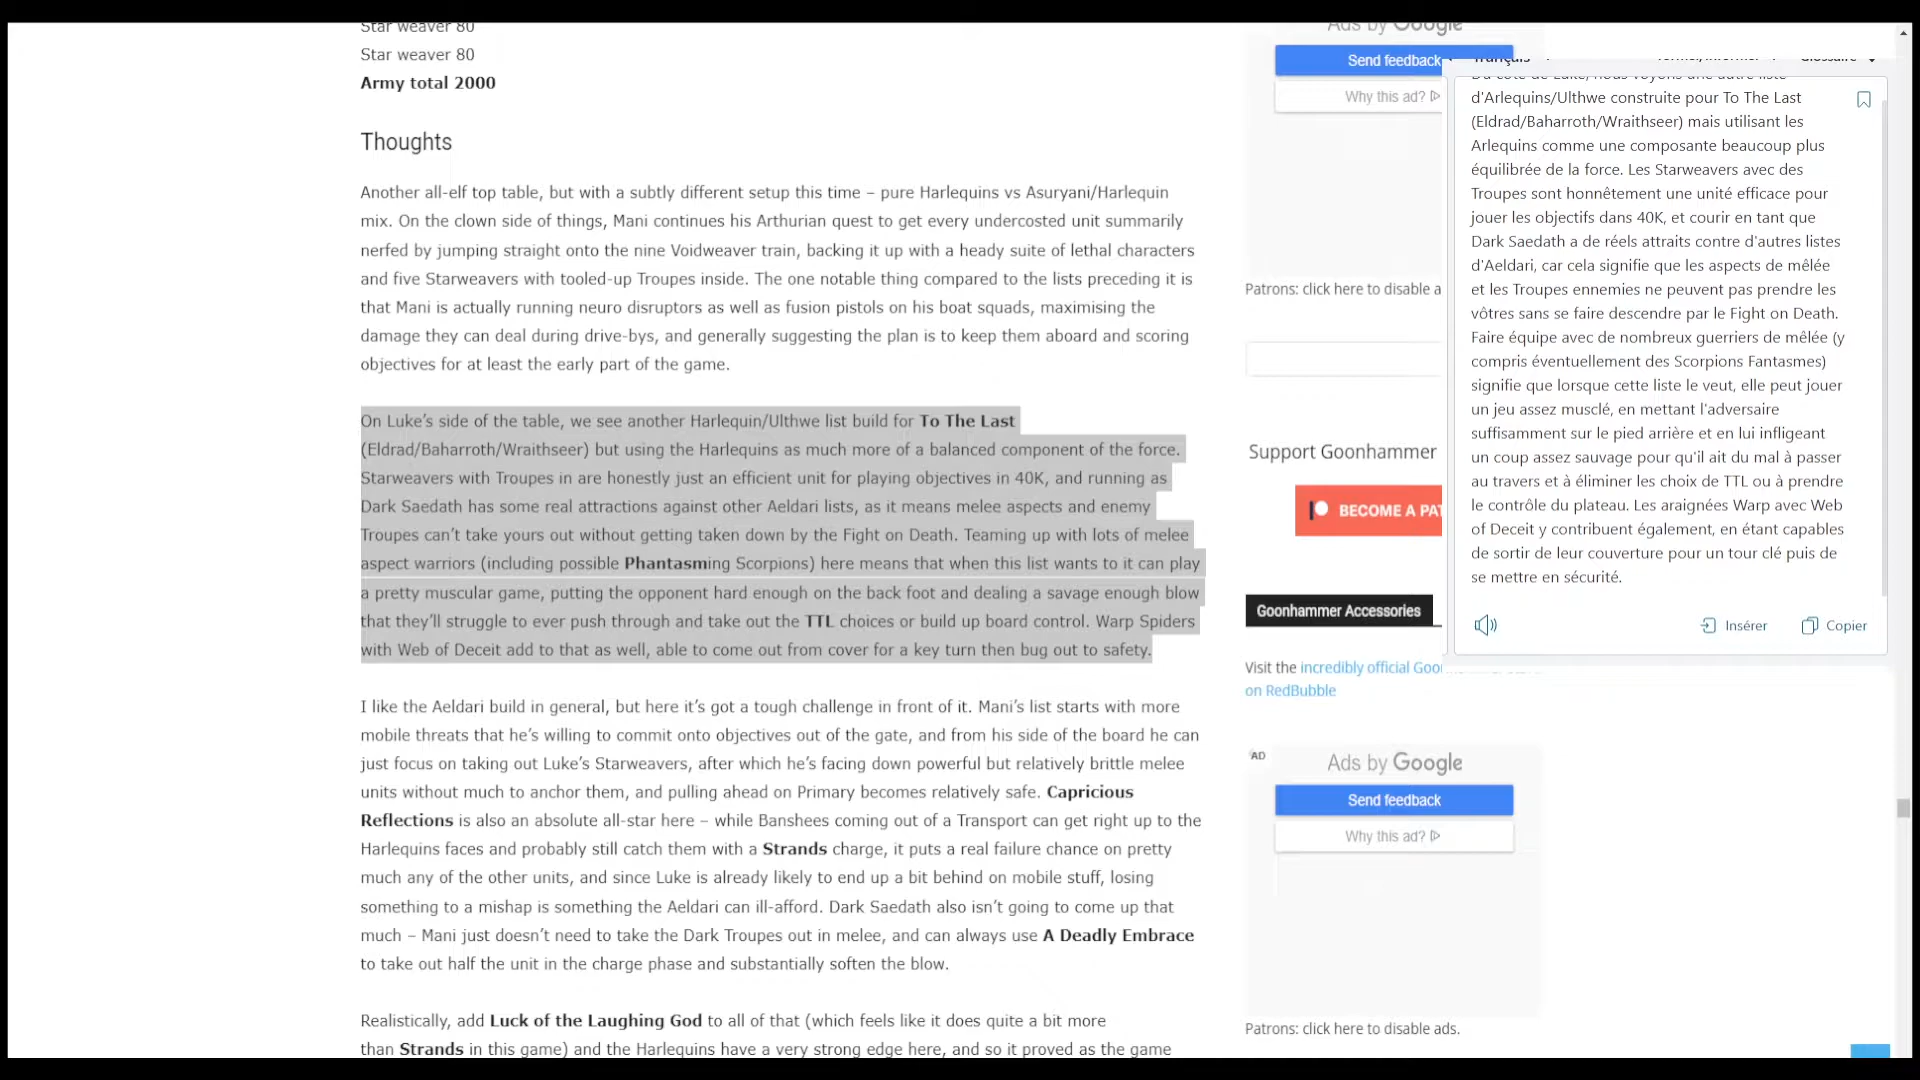 Star weaver 80
Star weaver 80
Army total 2000
Thoughts
Another all-elf top table, but with a subtly different setup this time – pure Harlequins vs Asuryani/Harlequin
mix. On the clown side of things, Mani continues his Arthurian quest to get every undercosted unit summarily
nerfed by jumping straight onto the nine Voidweaver train, backing it up with a heady suite of lethal characters
and five Starweavers with tooled-up Troupes inside. The one notable thing compared to the lists preceding it is
that Mani is actually running neuro disruptors as well as fusion pistols on his boat squads, maximising the
damage they can deal during drive-bys, and generally suggesting the plan is to keep them aboard and scoring
objectives for at least the early part of the game.
On Luke’s side of the table, we see another Harlequin/Ulthwe list build for To The Last
(Eldrad/Baharroth/Wraithseer) but using the Harlequins as much more of a balanced component of the force.
Starweavers with Troupes in are honestly just an efficient unit for playing objectives in 40K, and running as
Dark Saedath has some real attractions against other Aeldari lists, as it means melee aspects and enemy
Troupes can’t take yours out without getting taken down by the Fight on Death. Teaming up with lots of melee
aspect warriors (including possible Phantasming Scorpions) here means that when this list wants to it can play
a pretty muscular game, putting the opponent hard enough on the back foot and dealing a savage enough blow
that they’ll struggle to ever push through and take out the TTL choices or build up board control. Warp Spiders
with Web of Deceit add to that as well, able to come out from cover for a key turn then bug out to safety.
I like the Aeldari build in general, but here it’s got a tough challenge in front of it. Mani’s list starts with more
mobile threats that he’s willing to commit onto objectives out of the gate, and from his side of the board he can
just focus on taking out Luke’s Starweavers, after which he’s facing down powerful but relatively brittle melee
units without much to anchor them, and pulling ahead on Primary becomes relatively safe. Capricious
Reflections is also an absolute all-star here – while Banshees coming out of a Transport can get right up to the
Harlequins faces and probably still catch them with a Strands charge, it puts a real failure chance on pretty
much any of the other units, and since Luke is already likely to end up a bit behind on mobile stuff, losing
something to a mishap is something the Aeldari can ill-afford. Dark Saedath also isn’t going to come up that
much – Mani just doesn’t need to take the Dark Troupes out in melee, and can always use A Deadly Embrace
to take out half the unit in the charge phase and substantially soften the blow.
Realistically, add Luck of the Laughing God to all of that (which feels like it does quite a bit more
than Strands in this game) and the Harlequins have a very strong edge here, and so it proved as the game
Ads by Google
Send feedback
Why this ad?
Patrons: click here to disable a
Support Goonhammer
BECOME A PAT
Goonhammer Accessories
Visit the incredibly official Goo
on RedBubble
AD
Ads by Google
Send feedback
Why this ad?
Patrons: click here to disable ads.
français
Glossaire
Du côté de Luke, nous voyons une autre liste
d'Arlequins/Ulthwe construite pour To The Last
(Eldrad/Baharroth/Wraithseer) mais utilisant les
Arlequins comme une composante beaucoup plus
équilibrée de la force. Les Starweavers avec des
Troupes sont honnêtement une unité efficace pour
jouer les objectifs dans 40K, et courir en tant que
Dark Saedath a de réels attraits contre d'autres listes
d'Aeldari, car cela signifie que les aspects de mêlée
et les Troupes ennemies ne peuvent pas prendre les
vôtres sans se faire descendre par le Fight on Death.
Faire équipe avec de nombreux guerriers de mêlée (y
compris éventuellement des Scorpions Fantasmes)
signifie que lorsque cette liste le veut, elle peut jouer
un jeu assez musclé, en mettant l'adversaire
suffisamment sur le pied arrière et en lui infligeant
un coup assez sauvage pour qu'il ait du mal à passer
au travers et à éliminer les choix de TTL ou à prendre
le contrôle du plateau. Les araignées Warp avec Web
of Deceit y contribuent également, en étant capables
de sortir de leur couverture pour un tour clé puis de
se mettre en sécurité.
Insérer
Copier